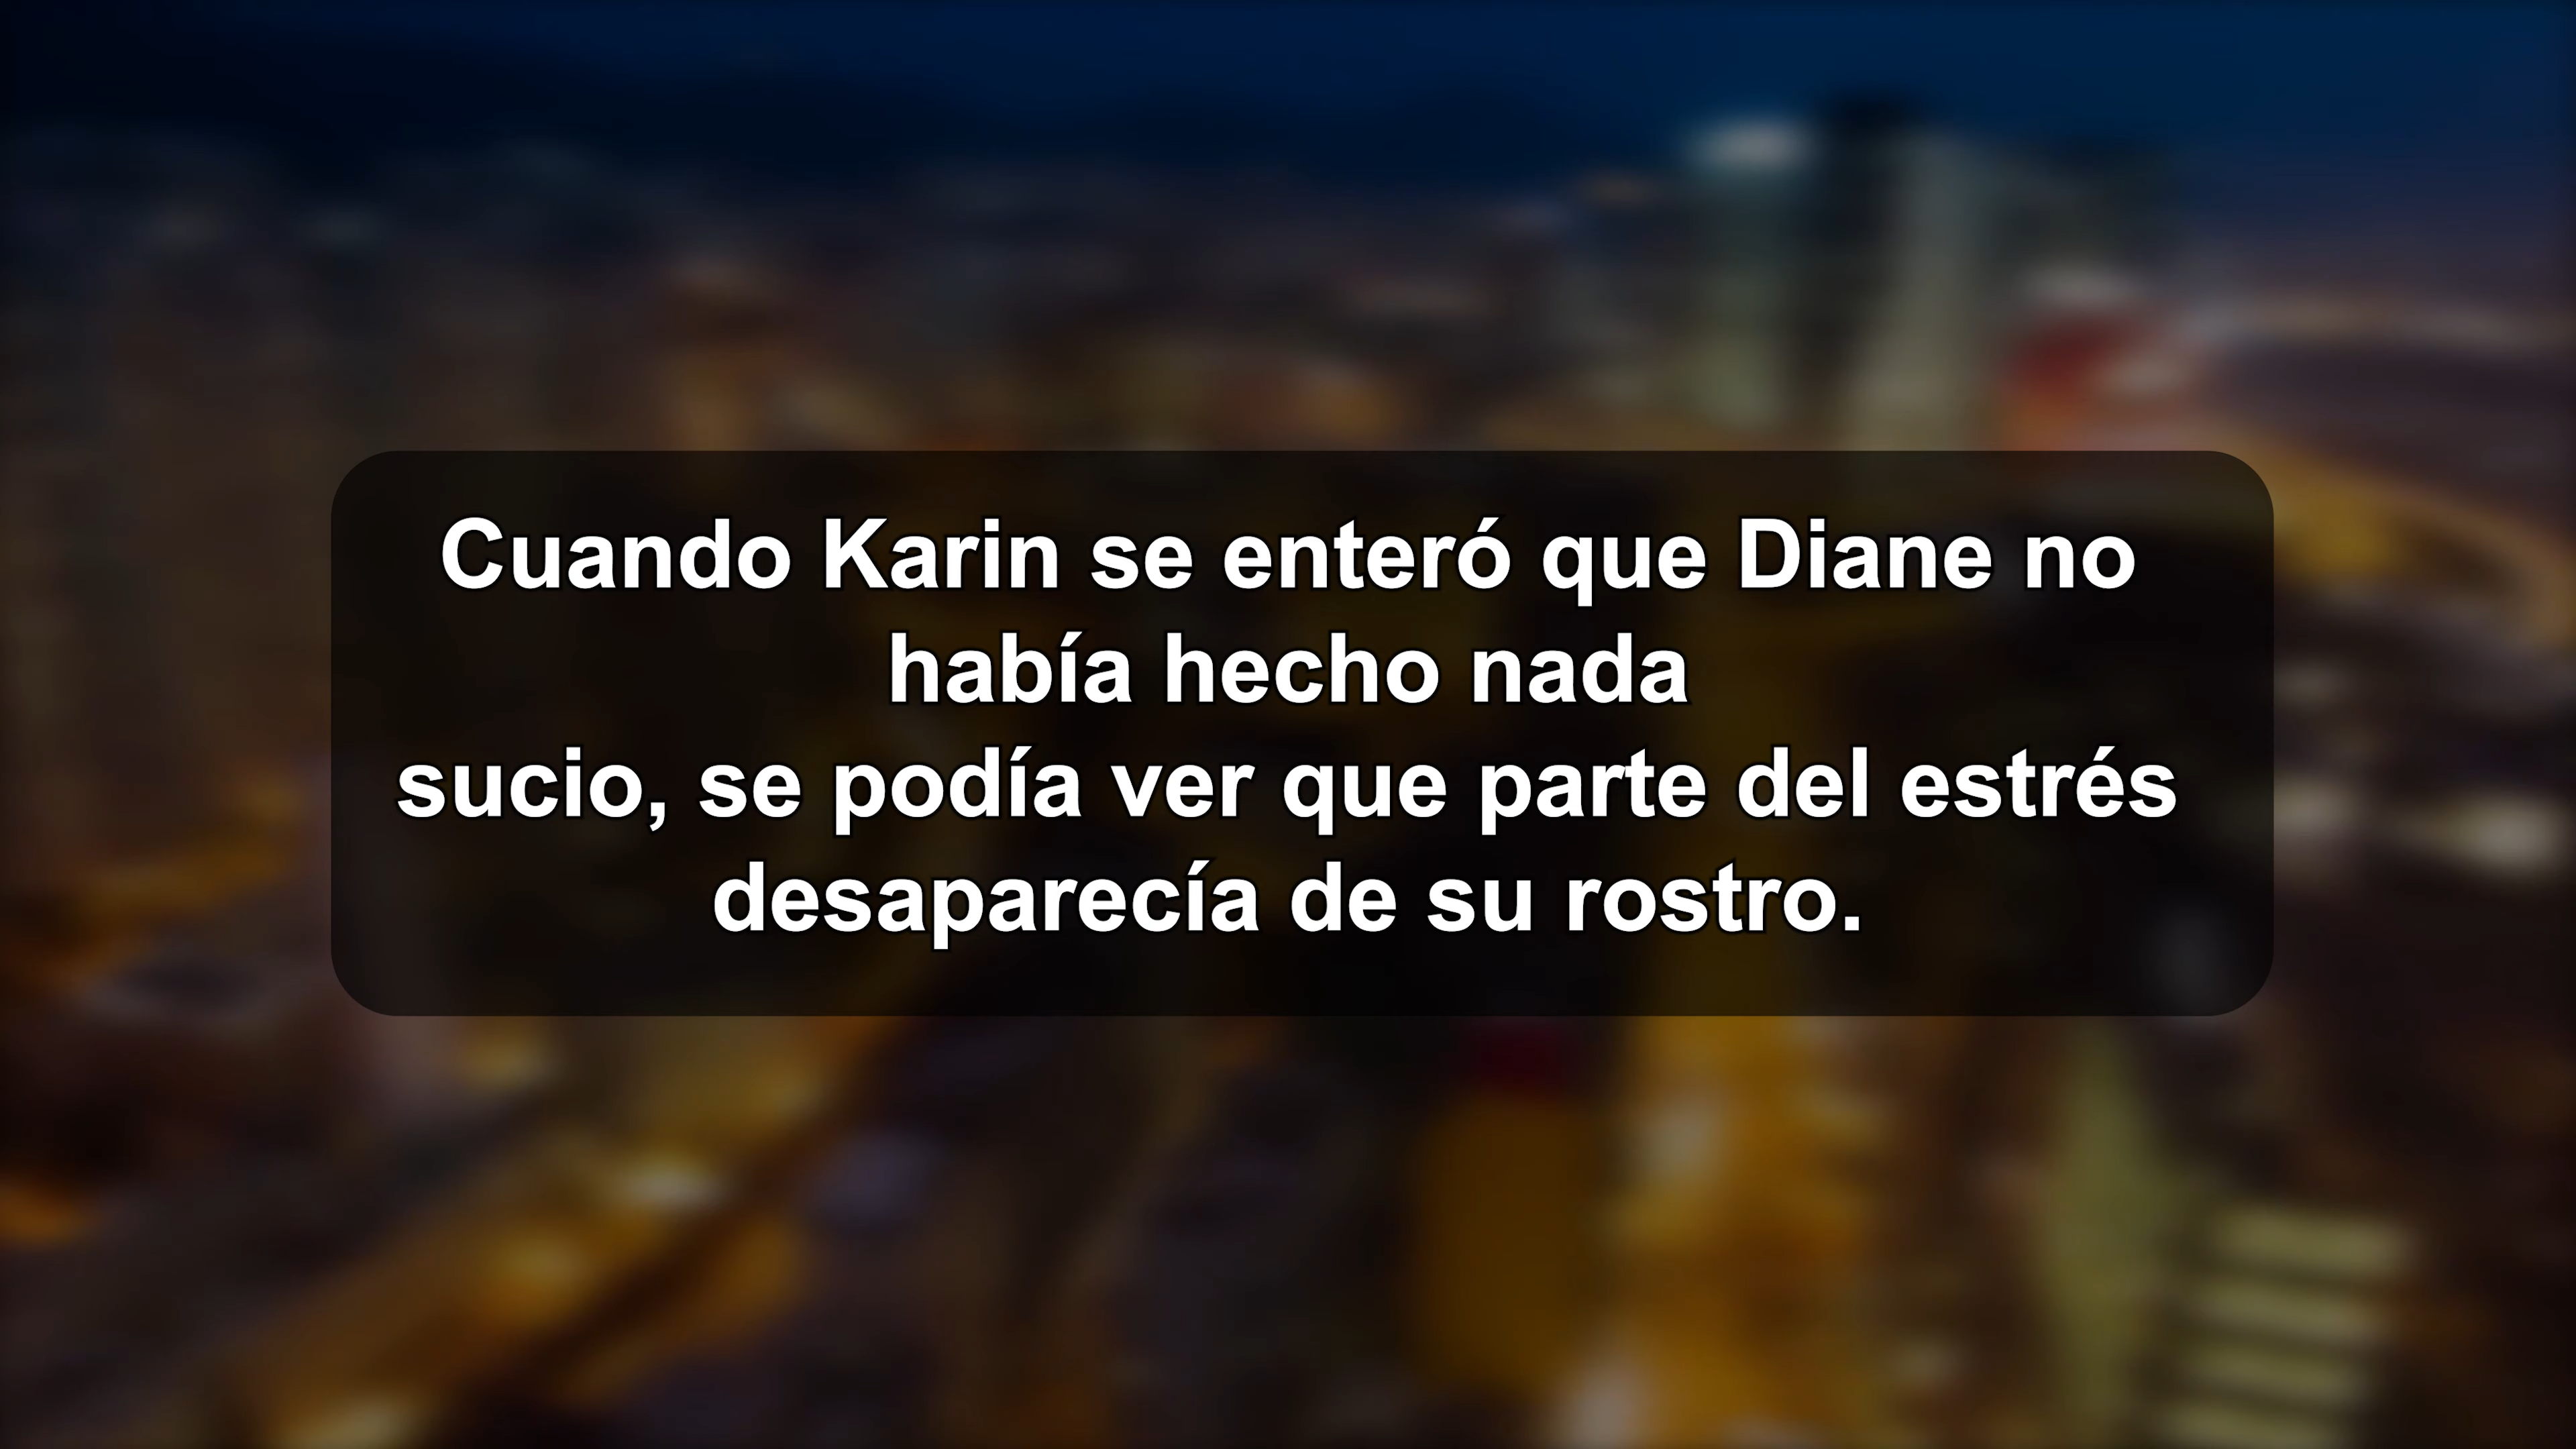 Cuando Karin se enteró que Diane no
había hecho nada
sucio, se podía ver que parte del estrés
desaparecía de su rostro.